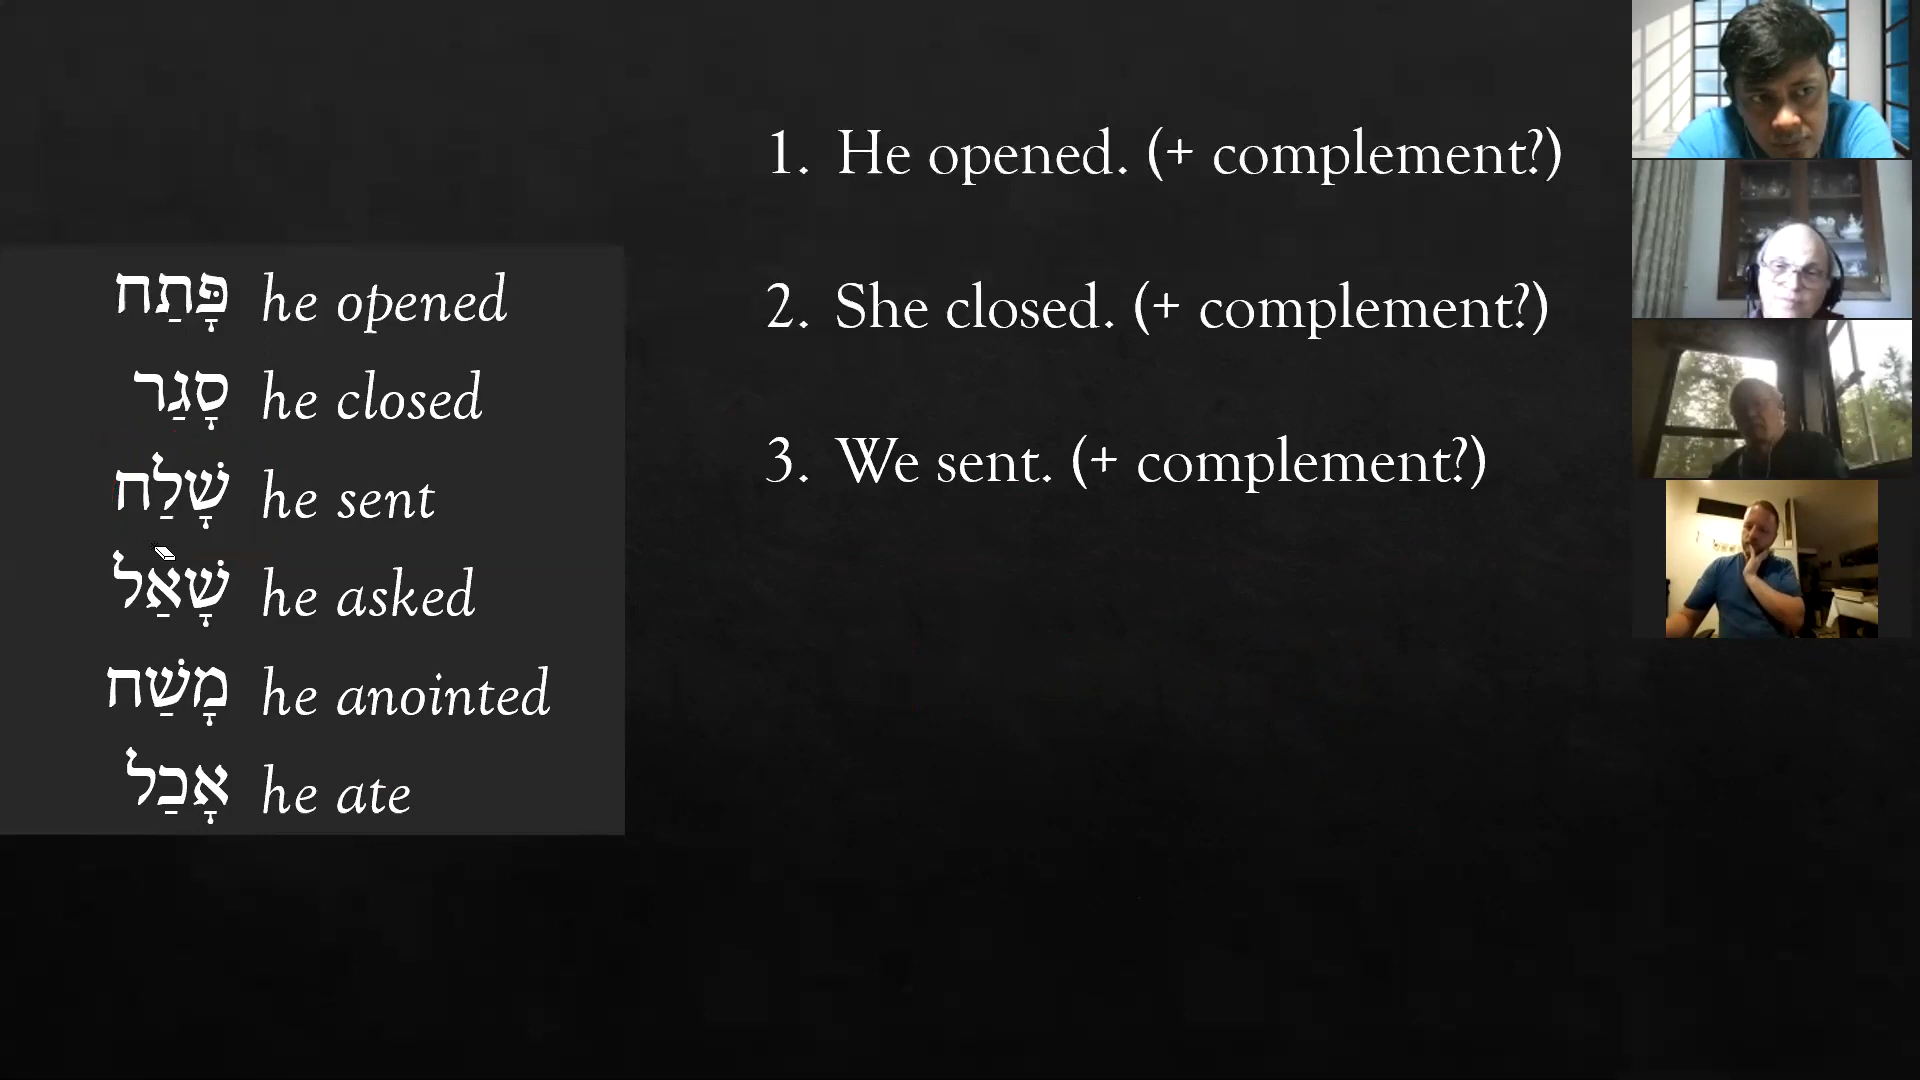 פָּתַח he opened
סָגַר he closed
שָׁלַח he sent
שָׁאַל he asked
מָשַׁח he anointed
אָכַל he ate
1. He opened. (+ complement?)
2. She closed. (+ complement?)
3. We sent. (+ complement?)